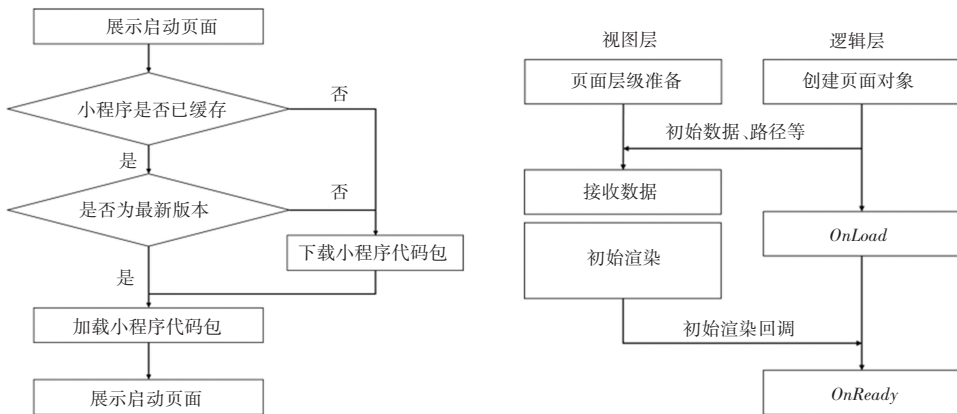 展示启动页面
小程序是否已缓存
否
是
是否为最新版本
否
下载小程序代码包
是
加载小程序代码包
展示启动页面
视图层
逻辑层
页面层级准备
创建页面对象
初始数据、路径等
接收数据
OnLoad
初始渲染
初始渲染回调
OnReady